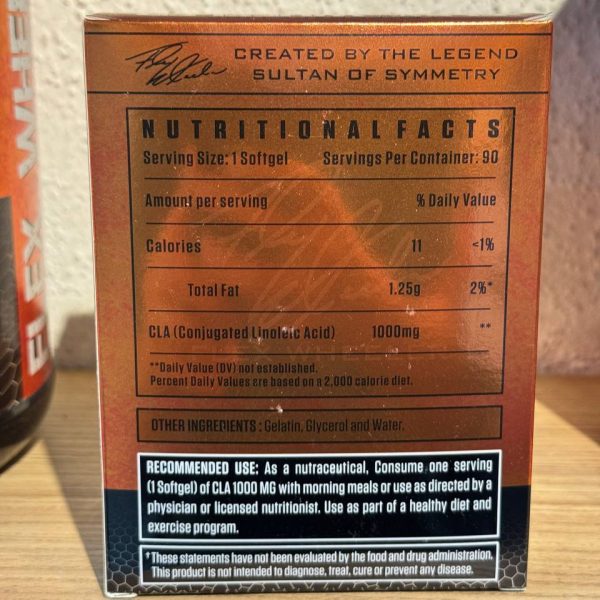 CREATED BY THE LEGEND
SULTAN OF SYMMETRY
NUTRITIONAL FACTS
Serving Size: 1 Softgel Servings Per Container: 90
Amount per serving % Daily Value
Calories 11 <1%
Total Fat 1.25g 2%*
CLA (Conjugated Linoleic Acid) 1000mg **
**Daily Value (DV) not established.
Percent Daily Values are based on a 2,000 calorie diet.
OTHER INGREDIENTS : Gelatin, Glycerol and Water.
RECOMMENDED USE: As a nutraceutical, Consume one serving
(1 Softgel) of CLA 1000 MG with morning meals or use as directed by a
physician or licensed nutritionist. Use as part of a healthy diet and
exercise program.
*These statements have not been evaluated by the food and drug administration,
This product is not intended to diagnose, treat, cure or prevent any disease.
FLEX WHE